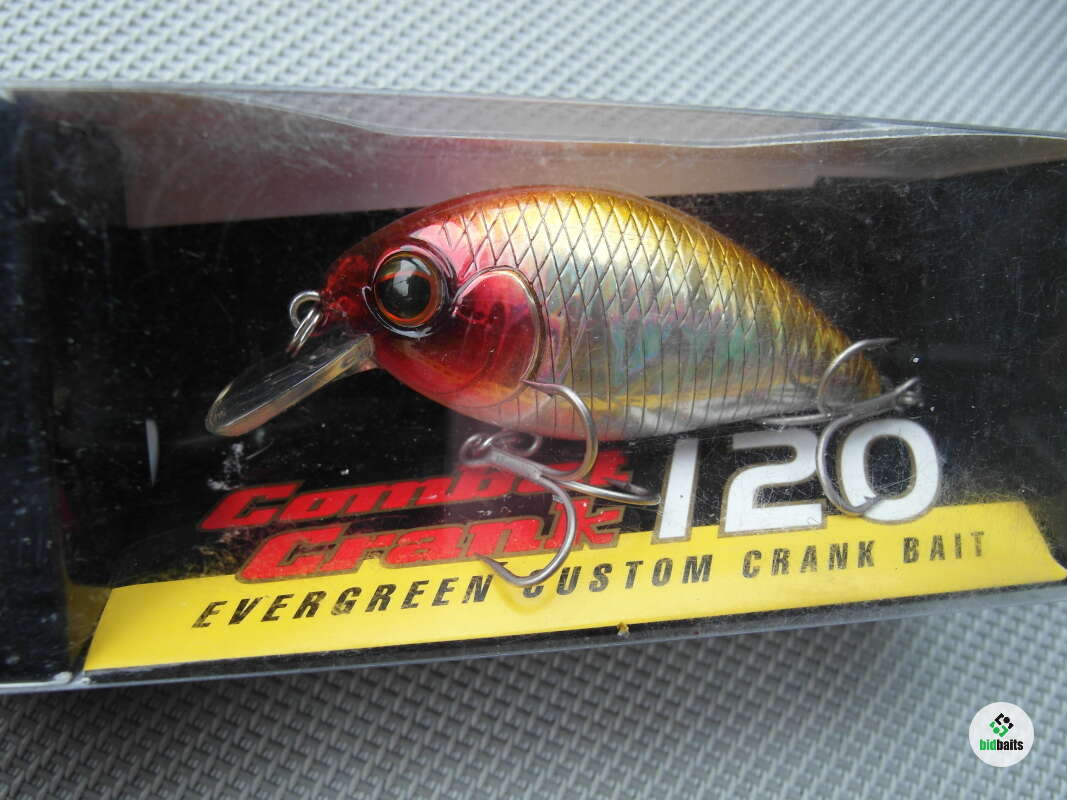 Combat
Crank 120
EVERGREEN CUSTOM CRANK BAIT
bidbaits